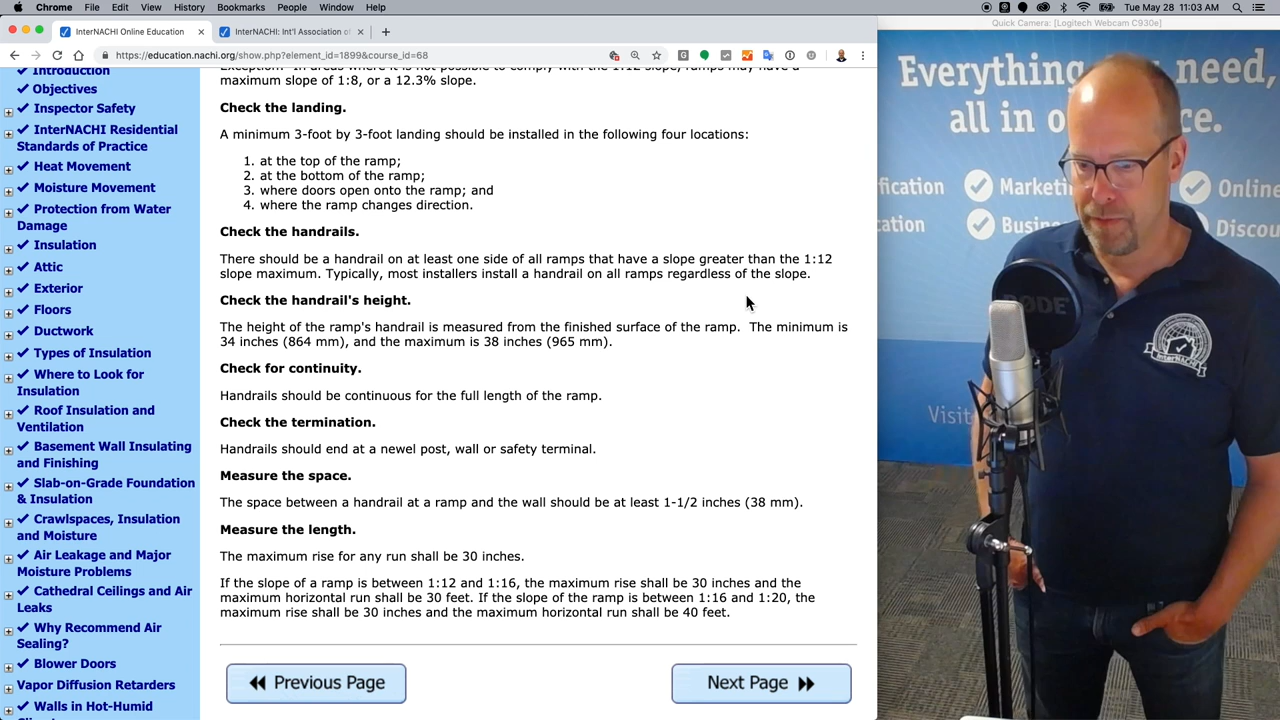 Chrome File Edit View History Bookmarks People Window Help
Tue May 28 11:03 AM
Quick Camera: [Logitech Webcam C930e]
InterNACHI Online Education
InterNACHI: Int'l Association of
https://education.nachi.org/show.php?element_id=1899&course_id=68
Introduction
Objectives
Inspector Safety
InterNACHI Residential
Standards of Practice
Heat Movement
Moisture Movement
Protection from Water
Damage
Insulation
Attic
Exterior
Floors
Ductwork
Types of Insulation
Where to Look for
Insulation
Roof Insulation and
Ventilation
Basement Wall Insulating
and Finishing
Slab-on-Grade Foundation
& Insulation
Crawlspaces, Insulation
and Moisture
Air Leakage and Major
Moisture Problems
Cathedral Ceilings and Air
Leaks
Why Recommend Air
Sealing?
Blower Doors
Vapor Diffusion Retarders
Walls in Hot-Humid
maximum slope of 1:8, or a 12.3% slope.
Check the landing.
A minimum 3-foot by 3-foot landing should be installed in the following four locations:
1. at the top of the ramp;
2. at the bottom of the ramp;
3. where doors open onto the ramp; and
4. where the ramp changes direction.
Check the handrails.
There should be a handrail on at least one side of all ramps that have a slope greater than the 1:12
slope maximum. Typically, most installers install a handrail on all ramps regardless of the slope.
Check the handrail's height.
The height of the ramp's handrail is measured from the finished surface of the ramp. The minimum is
34 inches (864 mm), and the maximum is 38 inches (965 mm).
Check for continuity.
Handrails should be continuous for the full length of the ramp.
Check the termination.
Handrails should end at a newel post, wall or safety terminal.
Measure the space.
The space between a handrail at a ramp and the wall should be at least 1-1/2 inches (38 mm).
Measure the length.
The maximum rise for any run shall be 30 inches.
If the slope of a ramp is between 1:12 and 1:16, the maximum rise shall be 30 inches and the
maximum horizontal run shall be 30 feet. If the slope of the ramp is between 1:16 and 1:20, the
maximum rise shall be 30 inches and the maximum horizontal run shall be 40 feet.
Previous Page
Next Page
Everything need,
all in
fication
Marketi
Online
cation
Busin
Discou
Visit
RØDE
InterNACHI